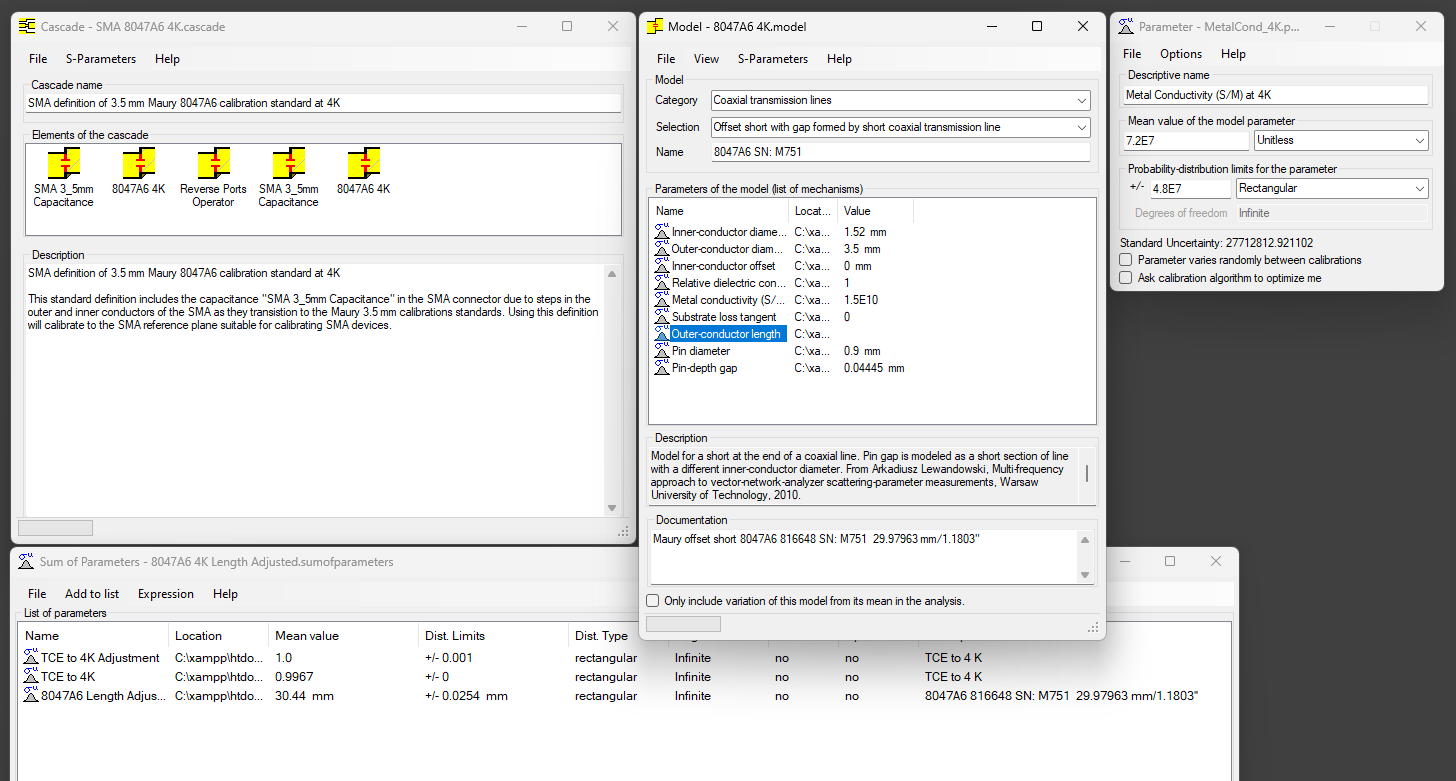 Cascade - SMA 8047A6 4K.cascade
File S-Parameters Help
Cascade name
SMA definition of 3.5 mm Maury 8047A6 calibration standard at 4K
Elements of the cascade
SMA 3_5mm Capacitance
8047A6 4K
Reverse Ports Operator
SMA 3_5mm Capacitance
8047A6 4K
Description
SMA definition of 3.5 mm Maury 8047A6 calibration standard at 4K
This standard definition includes the capacitance "SMA 3_5mm Capacitance" in the SMA connector due to steps in the
outer and inner conductors of the SMA as they transistion to the Maury 3.5 mm calibrations standards. Using this definition
will calibrate to the SMA reference plane suitable for calibrating SMA devices.
Model - 8047A6 4K.model
File View S-Parameters Help
Model
Category Coaxial transmission lines
Selection Offset short with gap formed by short coaxial transmission line
Name 8047A6 SN: M751
Parameters of the model (list of mechanisms)
Name Locat... Value
Inner-conductor diame... C:\xa... 1.52 mm
Outer-conductor diam... C:\xa... 3.5 mm
Inner-conductor offset C:\xa... 0 mm
Relative dielectric con... C:\xa... 1
Metal conductivity (S/... C:\xa... 1.5E10
Substrate loss tangent C:\xa... 0
Outer-conductor length C:\xa...
Pin diameter C:\xa... 0.9 mm
Pin-depth gap C:\xa... 0.04445 mm
Description
Model for a short at the end of a coaxial line. Pin gap is modeled as a short section of line
with a different inner-conductor diameter. From Arkadiusz Lewandowski, Multi-frequency
approach to vector-network-analyzer scattering-parameter measurements, Warsaw
University of Technology, 2010.
Documentation
Maury offset short 8047A6 816648 SN: M751 29.97963 mm/1.1803"
Only include variation of this model from its mean in the analysis.
Parameter - MetalCond_4K.p...
File Options Help
Descriptive name
Metal Conductivity (S/M) at 4K
Mean value of the model parameter
7.2E7 Unitless
Probability-distribution limits for the parameter
+/- 4.8E7 Rectangular
Degrees of freedom Infinite
Standard Uncertainty: 27712812.921102
Parameter varies randomly between calibrations
Ask calibration algorithm to optimize me
Sum of Parameters - 8047A6 4K Length Adjusted.sumofparameters
File Add to list Expression Help
List of parameters
Name Location Mean value Dist. Limits Dist. Type
TCE to 4K Adjustment C:\xampp\htdo... 1.0 +/- 0.001 rectangular Infinite no no TCE to 4 K
TCE to 4K C:\xampp\htdo... 0.9967 +/- 0 rectangular Infinite no no TCE to 4 K
8047A6 Length Adjus... C:\xampp\htdo... 30.44 mm +/- 0.0254 mm rectangular Infinite no no 8047A6 816648 SN: M751 29.97963 mm/1.1803"